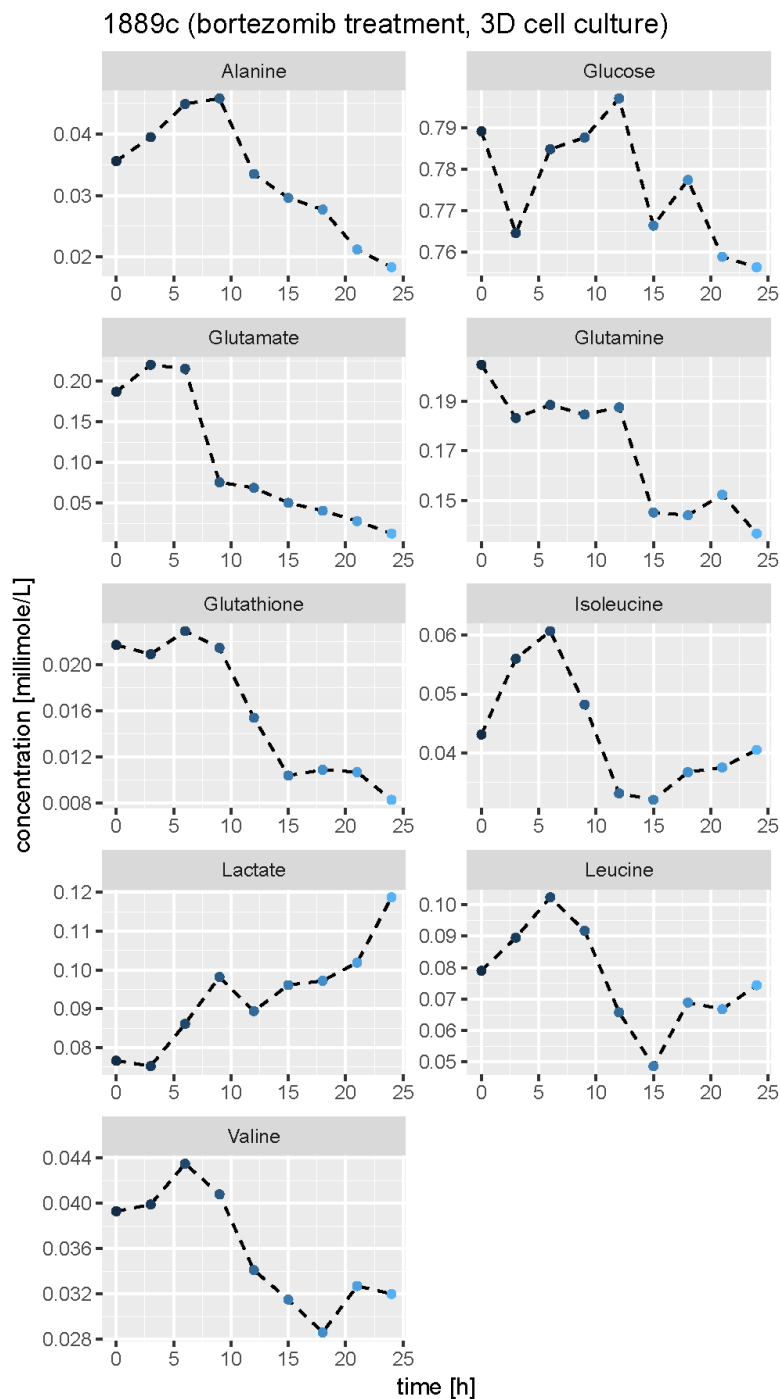 1889c (bortezomib treatment, 3D cell culture)
Alanine
0.04
0.03
0.02
0 5 10 15 20 25
Glucose
0.79
0.78
0.77
0.76
0 5 10 15 20 25
Glutamate
0.20
0.15
0.10
0.05
0 5 10 15 20 25
Glutamine
0.19
0.17
0.15
0 5 10 15 20 25
Glutathione
0.020
0.016
0.012
0.008
0 5 10 15 20 25
Isoleucine
0.06
0.05
0.04
0 5 10 15 20 25
Lactate
0.12
0.11
0.10
0.09
0.08
0 5 10 15 20 25
Leucine
0.10
0.09
0.08
0.07
0.06
0.05
0 5 10 15 20 25
Valine
0.044
0.040
0.036
0.032
0.028
0 5 10 15 20 25
concentration [millimole/L]
time [h]